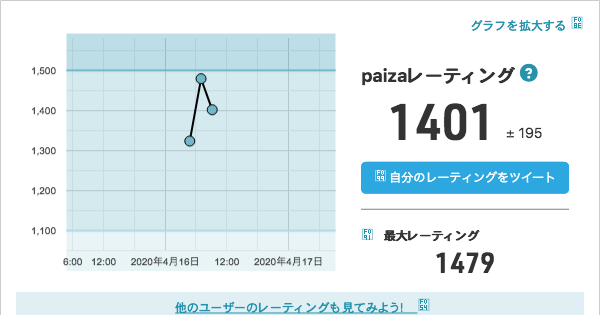 グラフを拡大する
paizaレーティング ?
1401 ± 195
自分のレーティングをツイート
最大レーティング
1479
1,500
1,400
1,300
1,200
1,100
6:00 12:00 2020年4月16日 12:00 2020年4月17日
他のユーザーのレーティングも見てみよう!